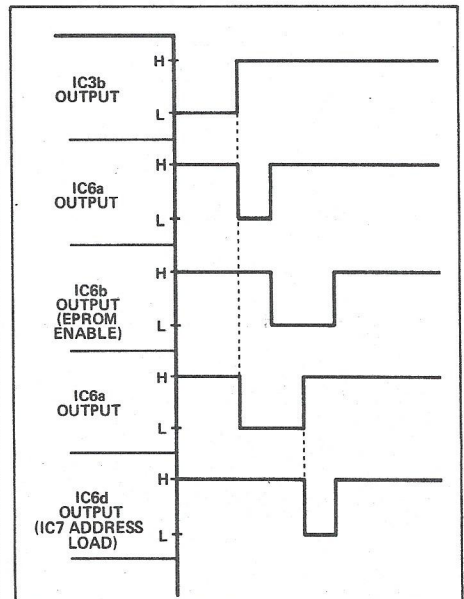 H
IC3b
OUTPUT
L
H
IC6a
OUTPUT
L
H
IC6b
OUTPUT
(EPROM
ENABLE)
L
H
IC6a
OUTPUT
L
H
IC6d
OUTPUT
(IC7 ADDRESS
LOAD)
L